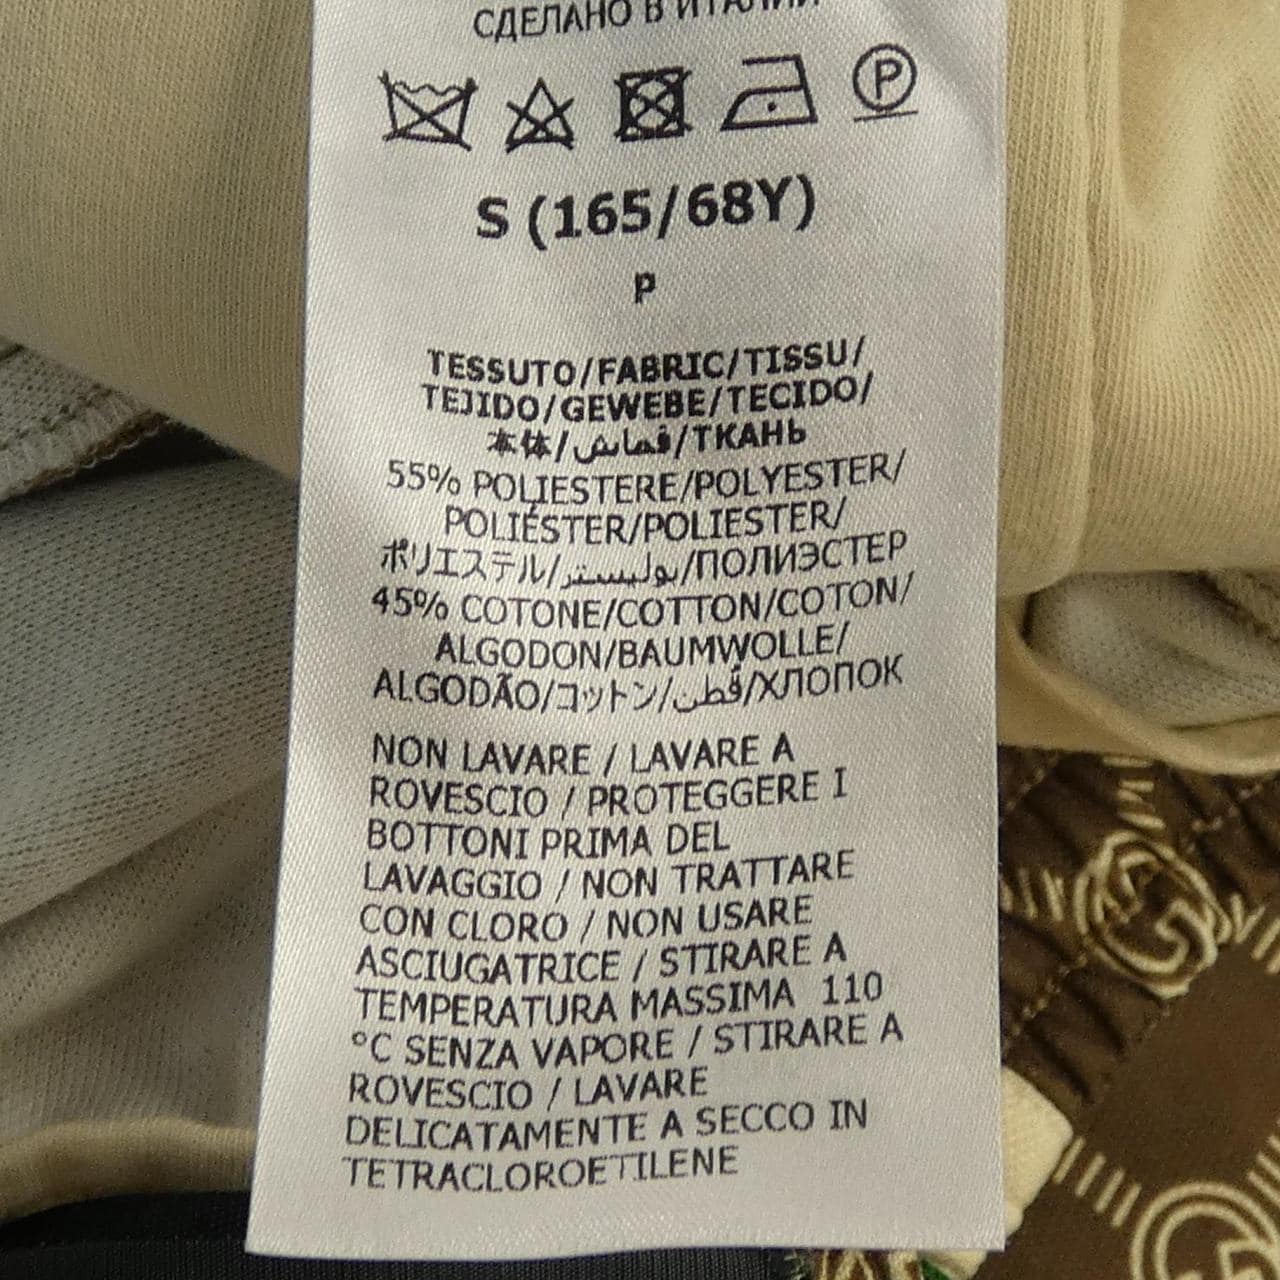 СДЕЛАНО В ИТАЛИИ
P
S (165/68Y)
P
TESSUTO/FABRIC/TISSU/
TEJIDO/GEWEBE/TECIDO/
本体/قماش/ТКАНЬ
55% POLIESTERE/POLYESTER/
POLIÉSTER/POLIESTER/
ポリエステル/بوليستر/ПОЛИЭСТЕР
45% COTONE/COTTON/COTON/
ALGODON/BAUMWOLLE/
ALGODÃO/コットン/قطن/ХЛОПОК
NON LAVARE / LAVARE A
ROVESCIO / PROTEGGERE I
BOTTONI PRIMA DEL
LAVAGGIO / NON TRATTARE
CON CLORO / NON USARE
ASCIUGATRICE / STIRARE A
TEMPERATURA MASSIMA 110
°C SENZA VAPORE / STIRARE A
ROVESCIO / LAVARE
DELICATAMENTE A SECCO IN
TETRACLOROETILENE